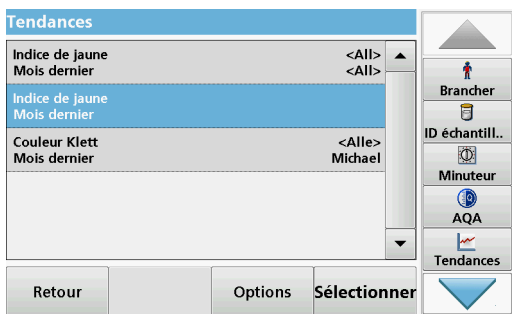 Tendances
Indice de jaune <All>
Mois dernier <All>
Indice de jaune
Mois dernier
Couleur Klett <Alle>
Mois dernier Michael
Retour
Options
Sélectionner
Brancher
ID échantill..
Minuteur
AQA
Tendances